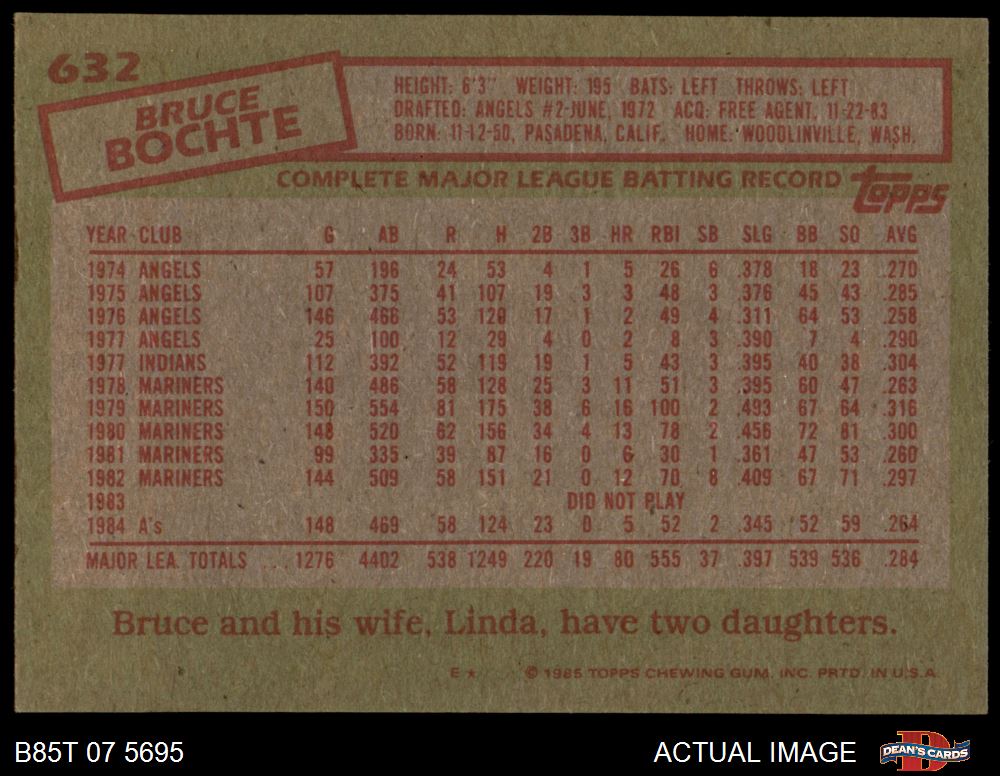 632
BRUCE
BOCHTE
HEIGHT: 6'3" WEIGHT: 195 BATS: LEFT THROWS: LEFT
DRAFTED: ANGELS #2-JUNE, 1972 ACQ: FREE AGENT, 11-22-83
BORN: 11-12-50, PASADENA, CALIF. HOME: WOODLINVILLE, WASH.
COMPLETE MAJOR LEAGUE BATTING RECORD topps
YEAR CLUB G AB R H 2B 3B HR RBI SB SLG BB SO AVG
1974 ANGELS 57 196 24 53 4 1 5 26 6 .378 18 23 .270
1975 ANGELS 107 375 41 107 19 3 3 48 3 .376 45 43 .285
1976 ANGELS 146 466 53 120 17 1 2 49 4 .311 64 53 .258
1977 ANGELS 25 100 12 29 4 0 2 8 3 .390 7 4 .290
1977 INDIANS 112 392 52 119 19 1 5 43 3 .395 40 38 .304
1978 MARINERS 140 486 58 128 25 3 11 51 3 .395 60 47 .263
1979 MARINERS 150 554 81 175 38 6 16 100 2 .493 67 64 .316
1980 MARINERS 148 520 62 156 34 4 13 78 2 .456 72 81 .300
1981 MARINERS 99 335 39 87 16 0 6 30 1 .361 47 53 .260
1982 MARINERS 144 509 58 151 21 0 12 70 8 .409 67 71 .297
1983 DID NOT PLAY
1984 A's 148 469 58 124 23 0 5 52 2 .345 52 59 .264
MAJOR LEA. TOTALS ... 1276 4402 538 1249 220 19 80 555 37 .397 539 536 .284
Bruce and his wife, Linda, have two daughters.
E★ © 1985 TOPPS CHEWING GUM, INC. PRTD. IN U.S.A.
B85T 07 5695 ACTUAL IMAGE D DEAN'S CARDS